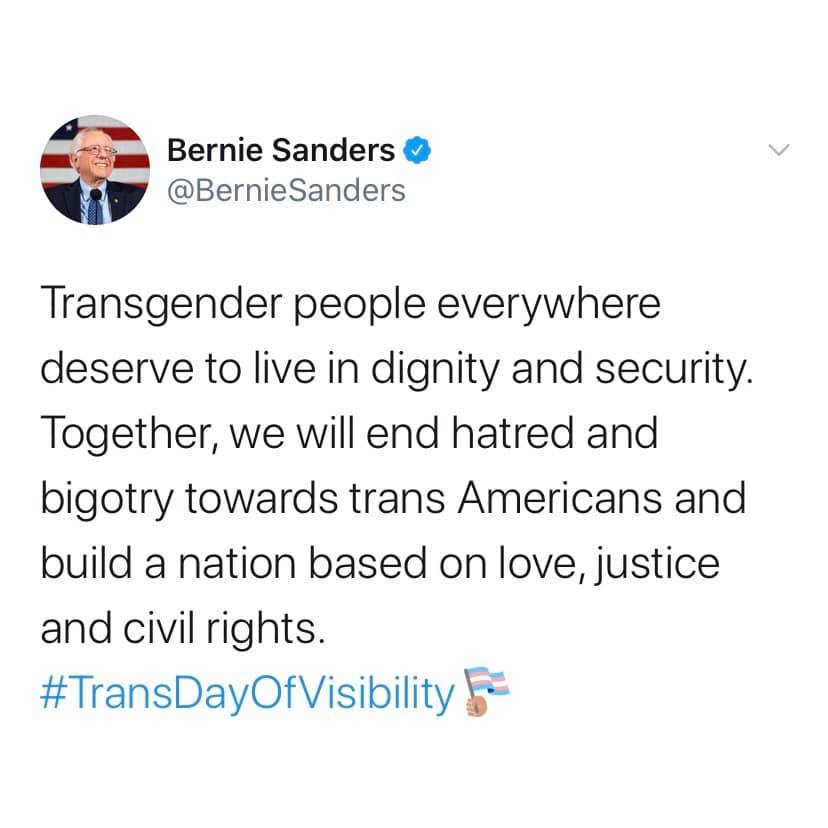 Bernie Sanders
@BernieSanders
Transgender people everywhere
deserve to live in dignity and security.
Together, we will end hatred and
bigotry towards trans Americans and
build a nation based on love, justice
and civil rights.
#TransDayOfVisibility